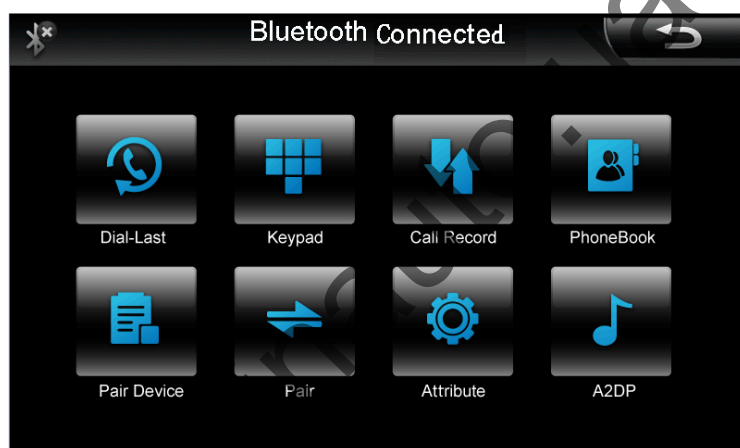 Bluetooth Connected
Dial-Last
Keypad
Call Record
PhoneBook
Pair Device
Pair
Attribute
A2DP